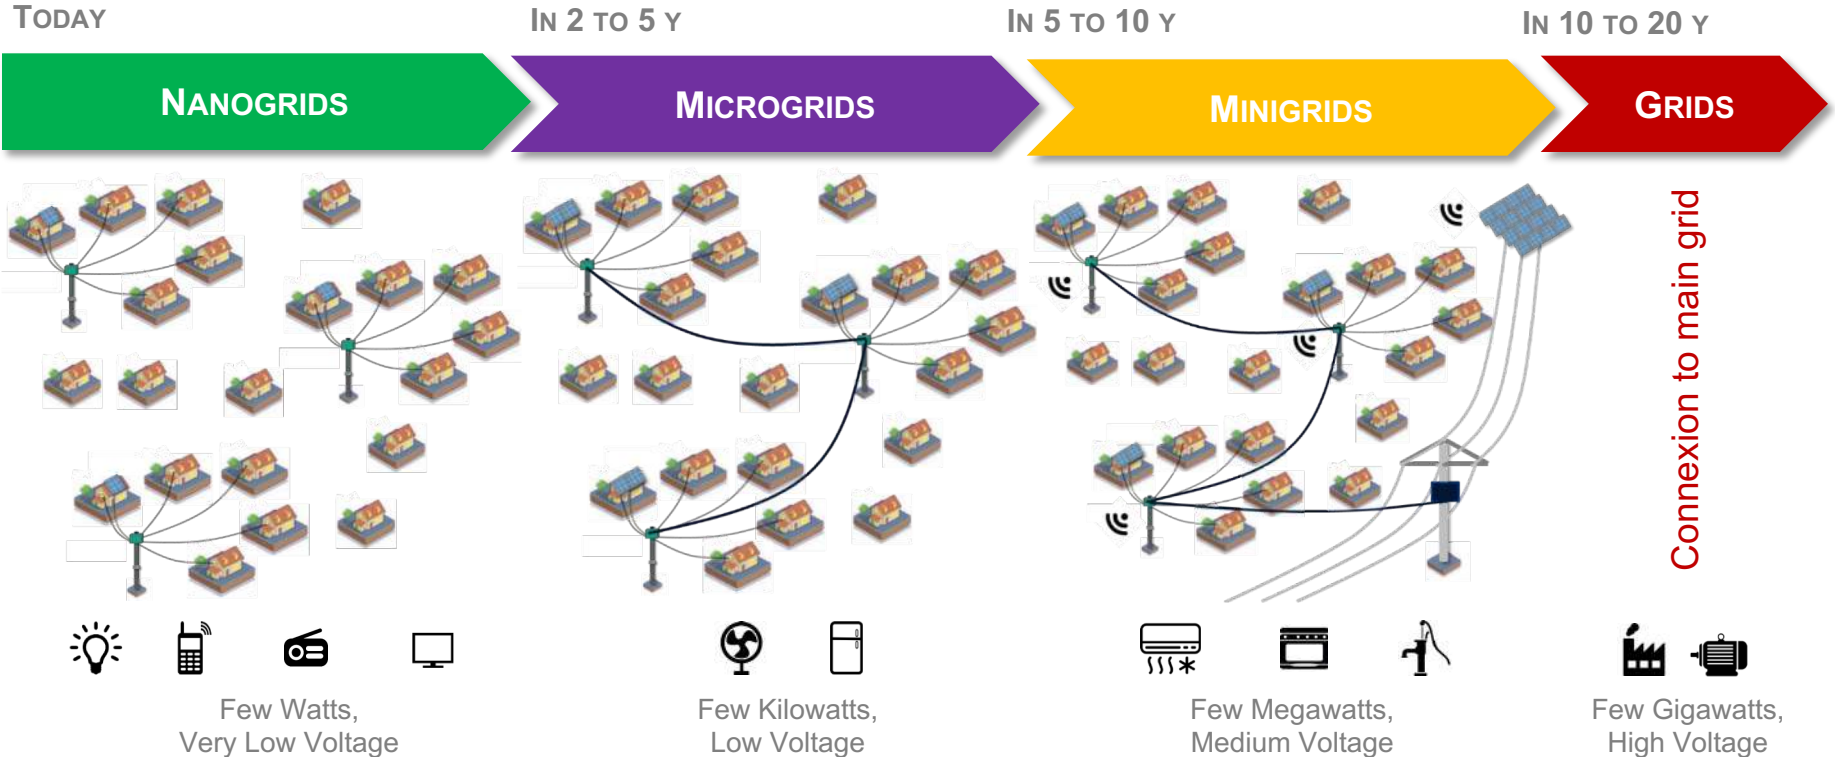 TODAY
IN 2 TO 5 Y
IN 5 TO 10 Y
IN 10 TO 20 Y
NANOGRIDS
MICROGRIDS
MINIGRIDS
GRIDS
Connexion to main grid
Few Watts,
Very Low Voltage
Few Kilowatts,
Low Voltage
Few Megawatts,
Medium Voltage
Few Gigawatts,
High Voltage